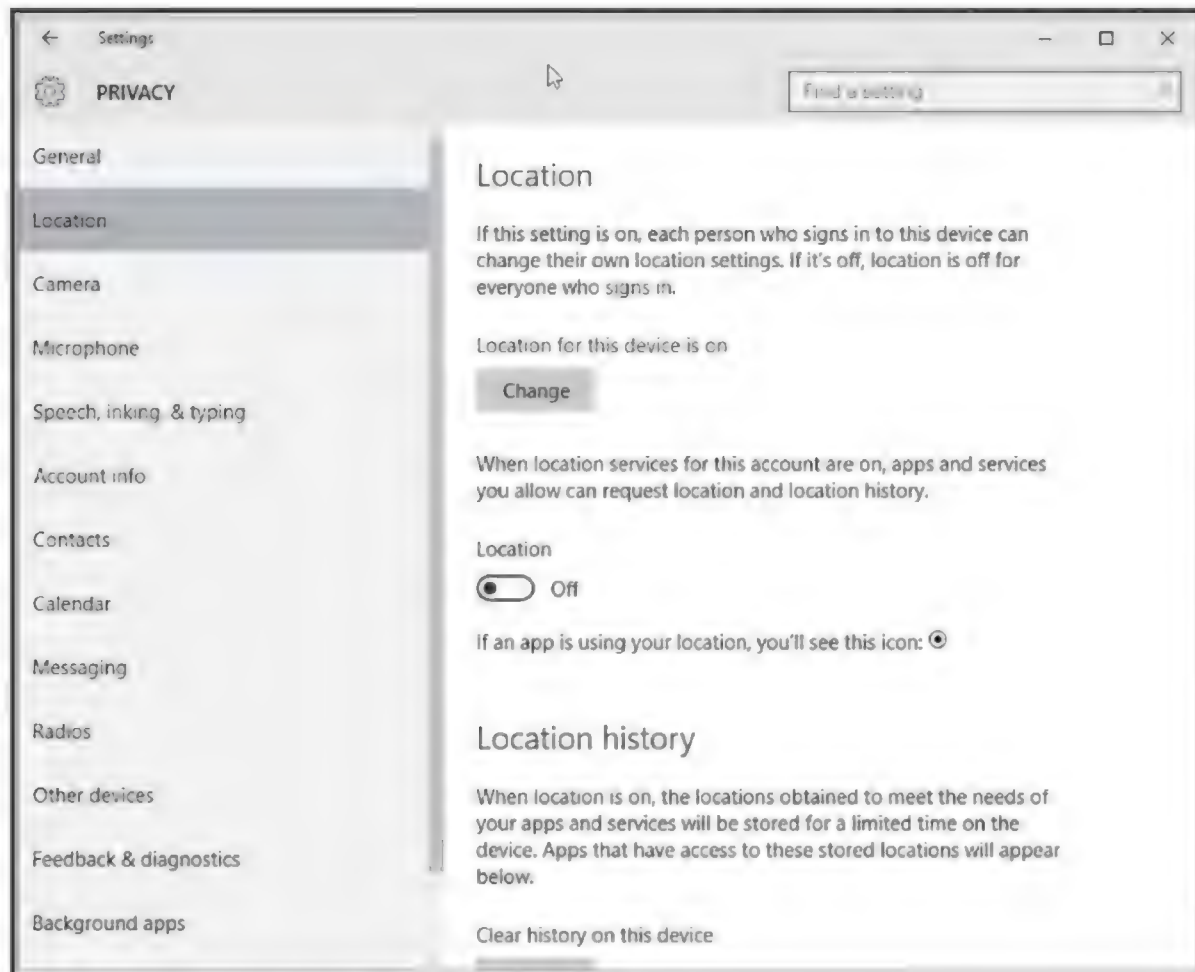 Settings
PRIVACY
Find a setting
General
Location
Camera
Microphone
Speech, inking & typing
Account info
Contacts
Calendar
Messaging
Radios
Other devices
Feedback & diagnostics
Background apps
Location
If this setting is on, each person who signs in to this device can
change their own location settings. If it's off, location is off for
everyone who signs in.
Location for this device is on
Change
When location services for this account are on, apps and services
you allow can request location and location history.
Location
Off
If an app is using your location, you'll see this icon:
Location history
When location is on, the locations obtained to meet the needs of
your apps and services will be stored for a limited time on the
device. Apps that have access to these stored locations will appear
below.
Clear history on this device